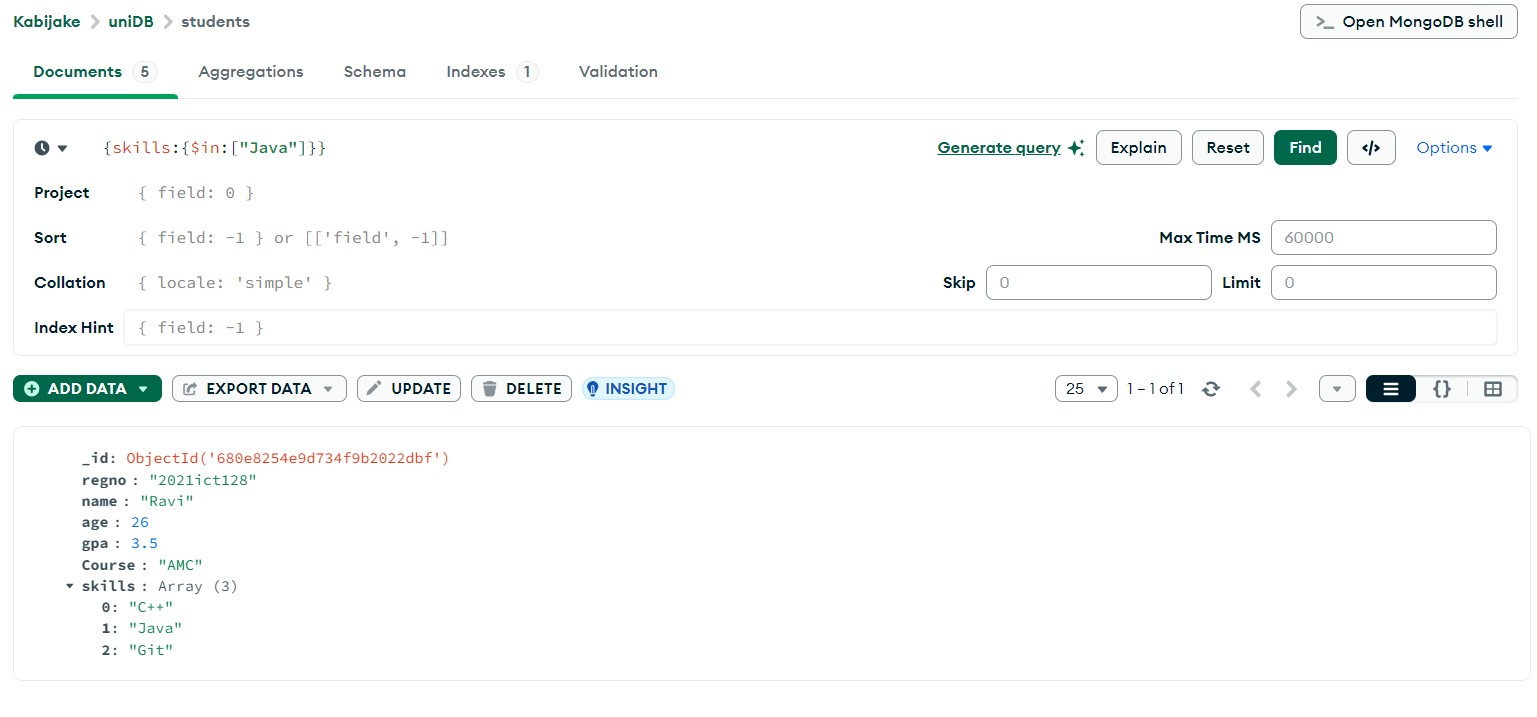 Kabijake > uniDB > students
>_ Open MongoDB shell
Documents 5 Aggregations Schema Indexes 1 Validation
{skills:{$in:["Java"]}}
Generate query Explain Reset Find </> Options
Project { field: 0 }
Sort { field: -1 } or [['field', -1]]
Max Time MS 60000
Collation { locale: 'simple' }
Skip 0 Limit 0
Index Hint { field: -1 }
ADD DATA EXPORT DATA UPDATE DELETE INSIGHT
25 1 – 1 of 1 {}
_id: ObjectId('680e8254e9d734f9b2022dbf')
regno : "2021ict128"
name : "Ravi"
age : 26
gpa : 3.5
Course : "AMC"
skills : Array (3)
0: "C++"
1: "Java"
2: "Git"